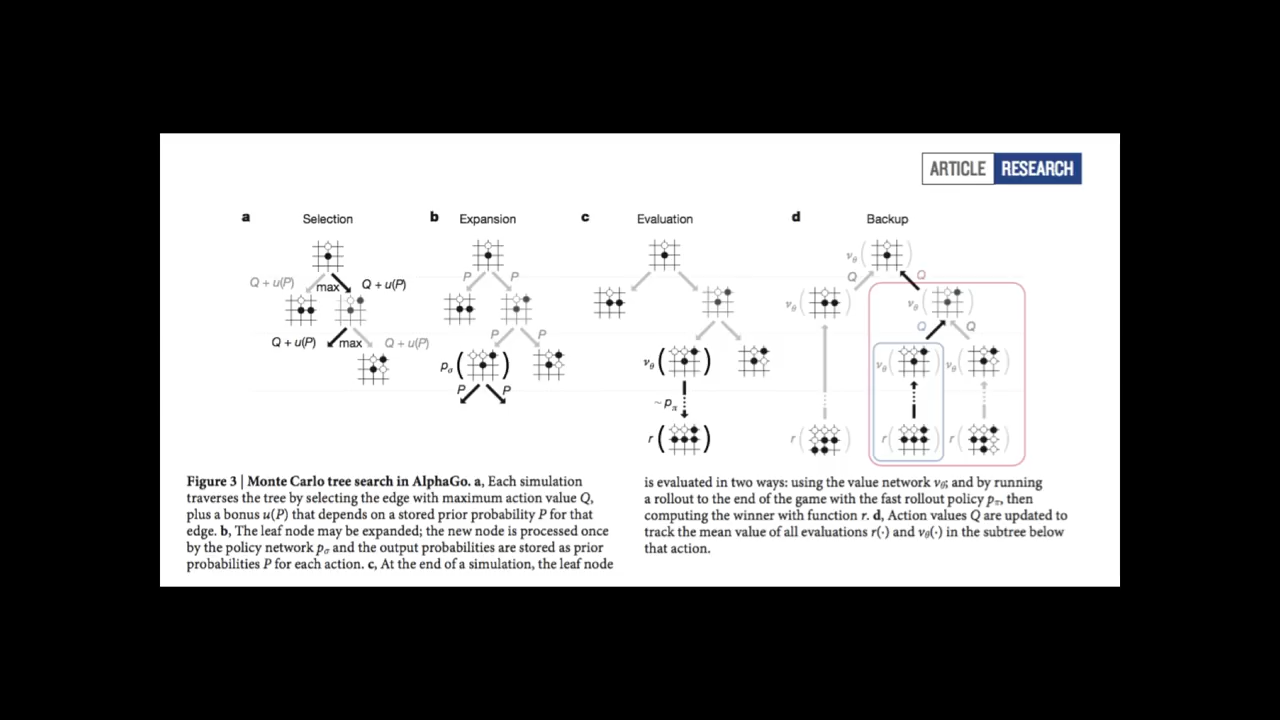 ARTICLE RESEARCH
a Selection
b Expansion
c Evaluation
d Backup
Q + u(P) max Q + u(P)
Q + u(P) max Q + u(P)
P P
P P
pσ ( )
P P
vθ ( )
~ pπ
r ( )
vθ ( )
Q Q
vθ ( ) vθ ( )
Q Q
vθ ( ) vθ ( )
r ( ) r ( ) r ( )
Figure 3 | Monte Carlo tree search in AlphaGo. a, Each simulation
traverses the tree by selecting the edge with maximum action value Q,
plus a bonus u(P) that depends on a stored prior probability P for that
edge. b, The leaf node may be expanded; the new node is processed once
by the policy network pσ and the output probabilities are stored as prior
probabilities P for each action. c, At the end of a simulation, the leaf node
is evaluated in two ways: using the value network vθ; and by running
a rollout to the end of the game with the fast rollout policy pπ, then
computing the winner with function r. d, Action values Q are updated to
track the mean value of all evaluations r(·) and vθ(·) in the subtree below
that action.